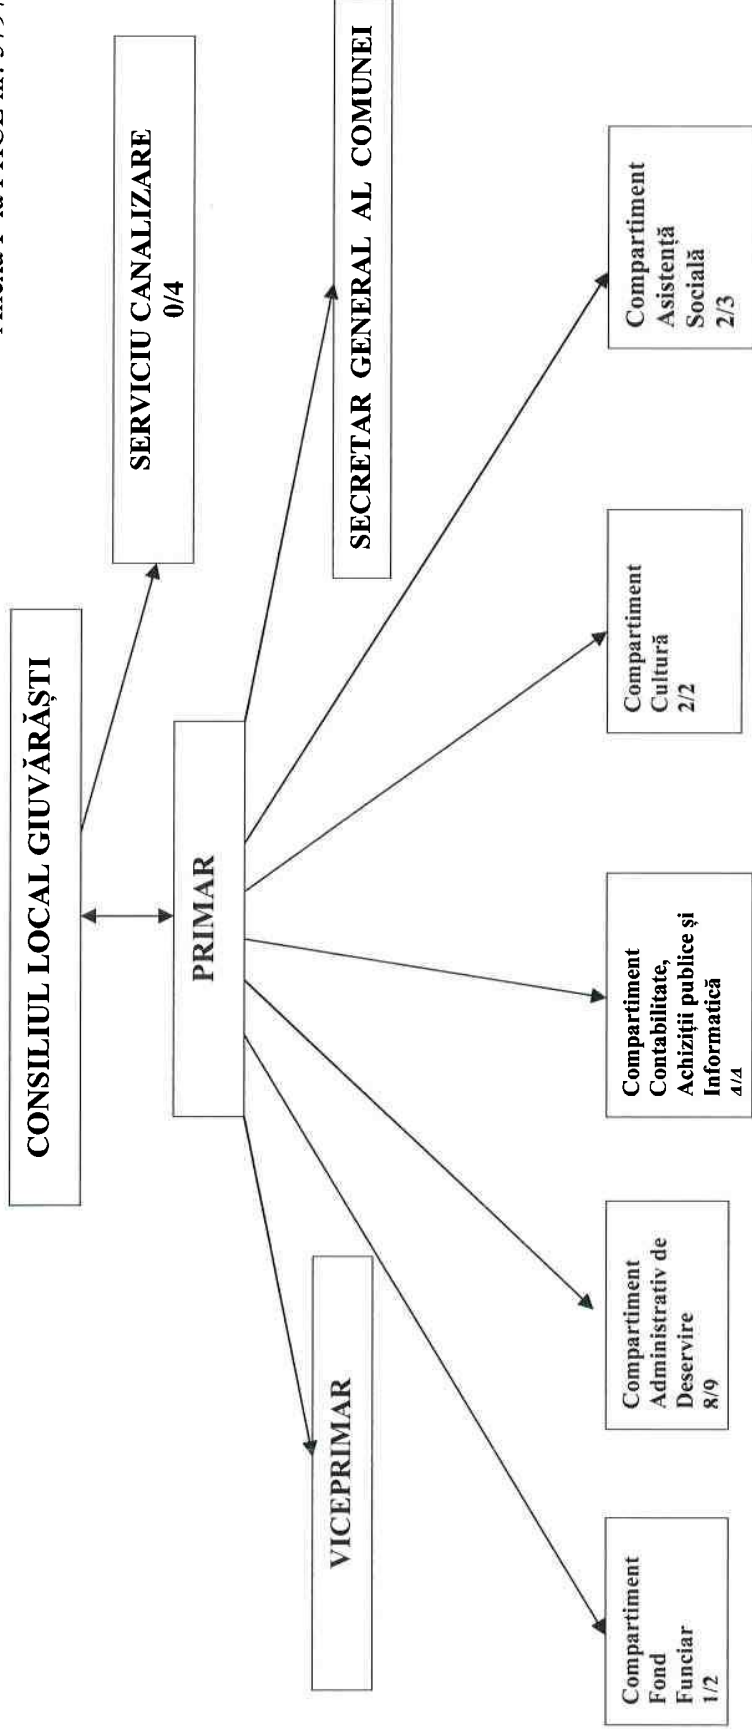 CONSILIUL LOCAL GIUVĂRĂȘTI
SERVICIU CANALIZARE
0/4
PRIMAR
VICEPRIMAR
SECRETAR GENERAL AL COMUNEI
Compartiment
Fond
Funciar
1/2
Compartiment
Administrativ de
Deservire
8/9
Compartiment
Contabilitate,
Achiziții publice și
Informatică
4/4
Compartiment
Cultură
2/2
Compartiment
Asistență
Socială
2/3